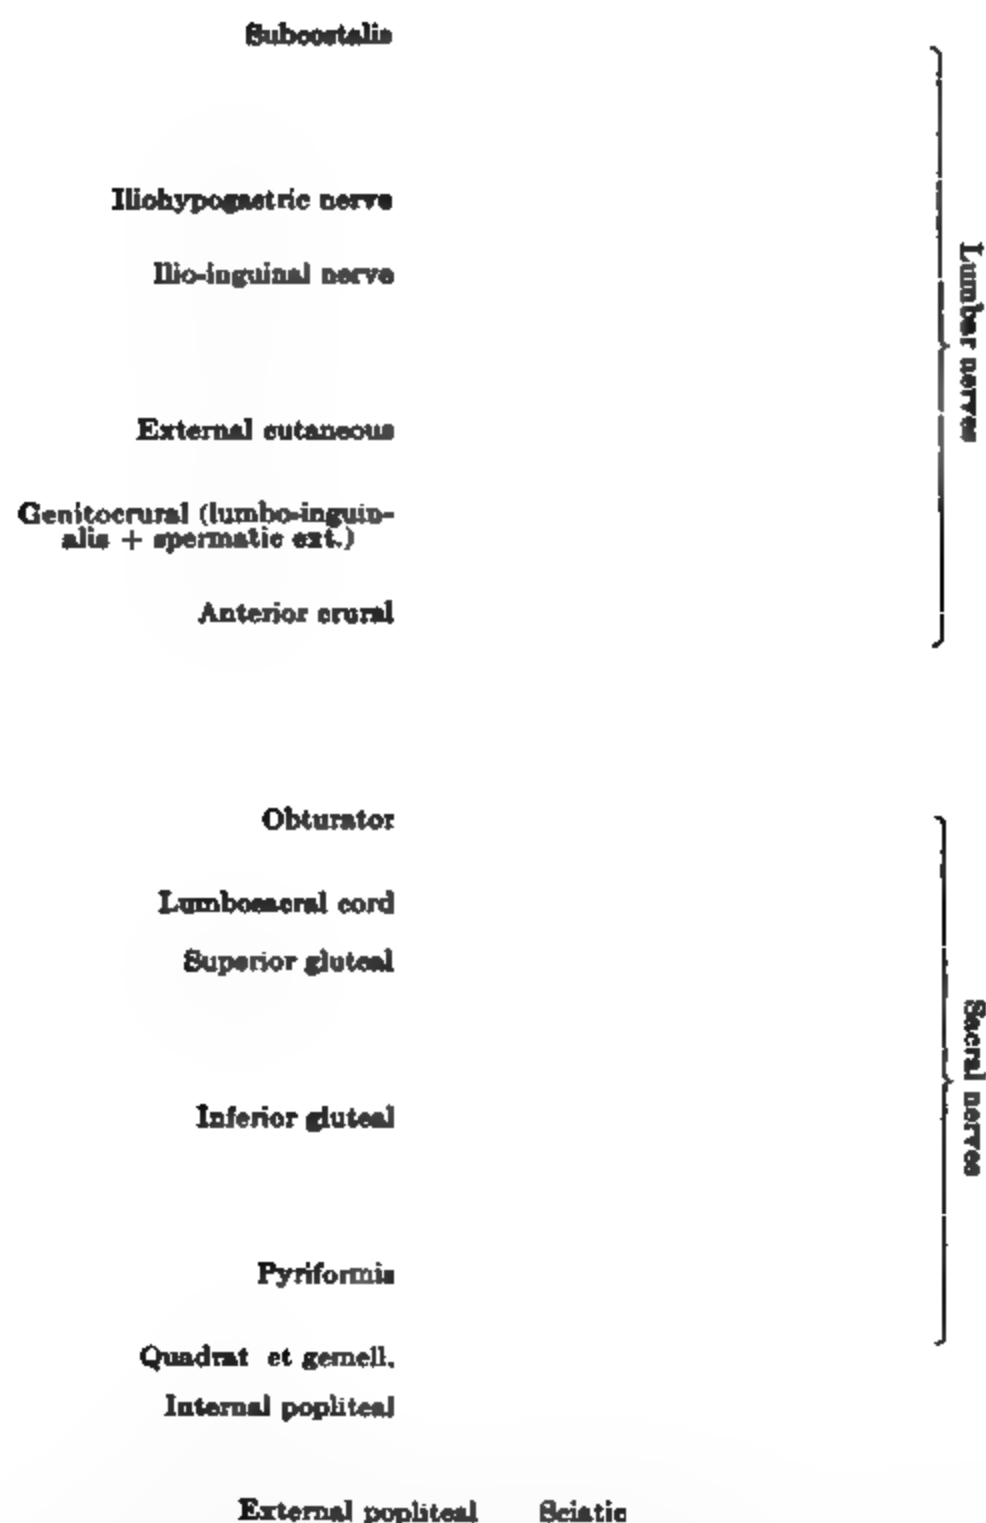 Subcostalis
Iliohypogastric nerve
Ilio-inguinal nerve
Lumbar nerves
External cutaneous
Genitocrural (lumbo-inguin-
alis + spermatic ext.)
Anterior crural
Obturator
Lumbosacral cord
Superior gluteal
Sacral nerves
Inferior gluteal
Pyriformis
Quadrat et gemell.
Internal popliteal
External popliteal
Sciatic